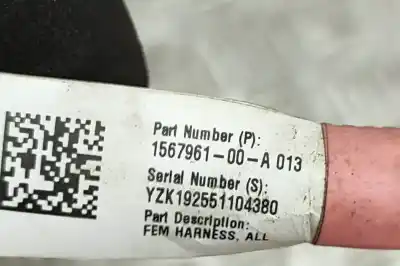 Part Number (P):
1567961-00-A 013
Serial Number (S):
YZK192551104380
Part Description:
FEM HARNESS, ALL